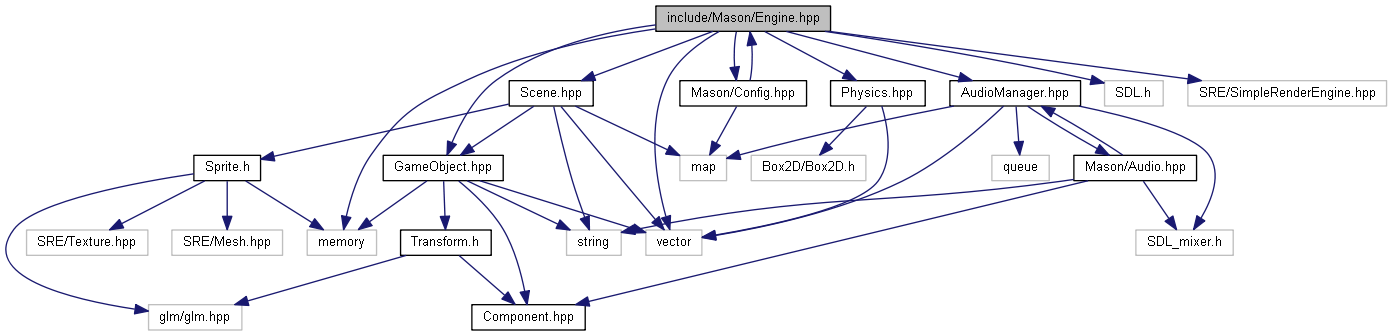 include/Mason/Engine.hpp
Scene.hpp
Mason/Config.hpp
Physics.hpp
AudioManager.hpp
SDL.h
SRE/SimpleRenderEngine.hpp
Sprite.h
GameObject.hpp
map
Box2D/Box2D.h
queue
Mason/Audio.hpp
SRE/Texture.hpp
SRE/Mesh.hpp
memory
Transform.h
string
vector
SDL_mixer.h
glm/glm.hpp
Component.hpp